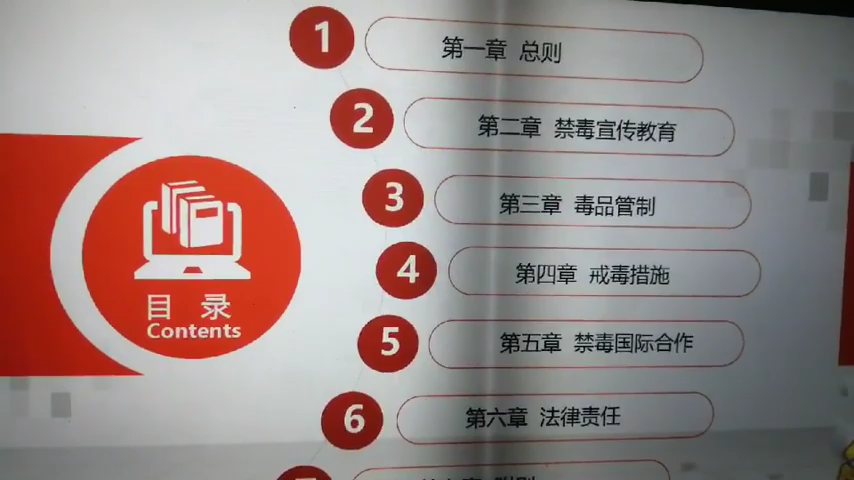 1
第一章 总则
2
第二章 禁毒宣传教育
3
第三章 毒品管制
4
第四章 戒毒措施
目 录
Contents
5
第五章 禁毒国际合作
6
第六章 法律责任